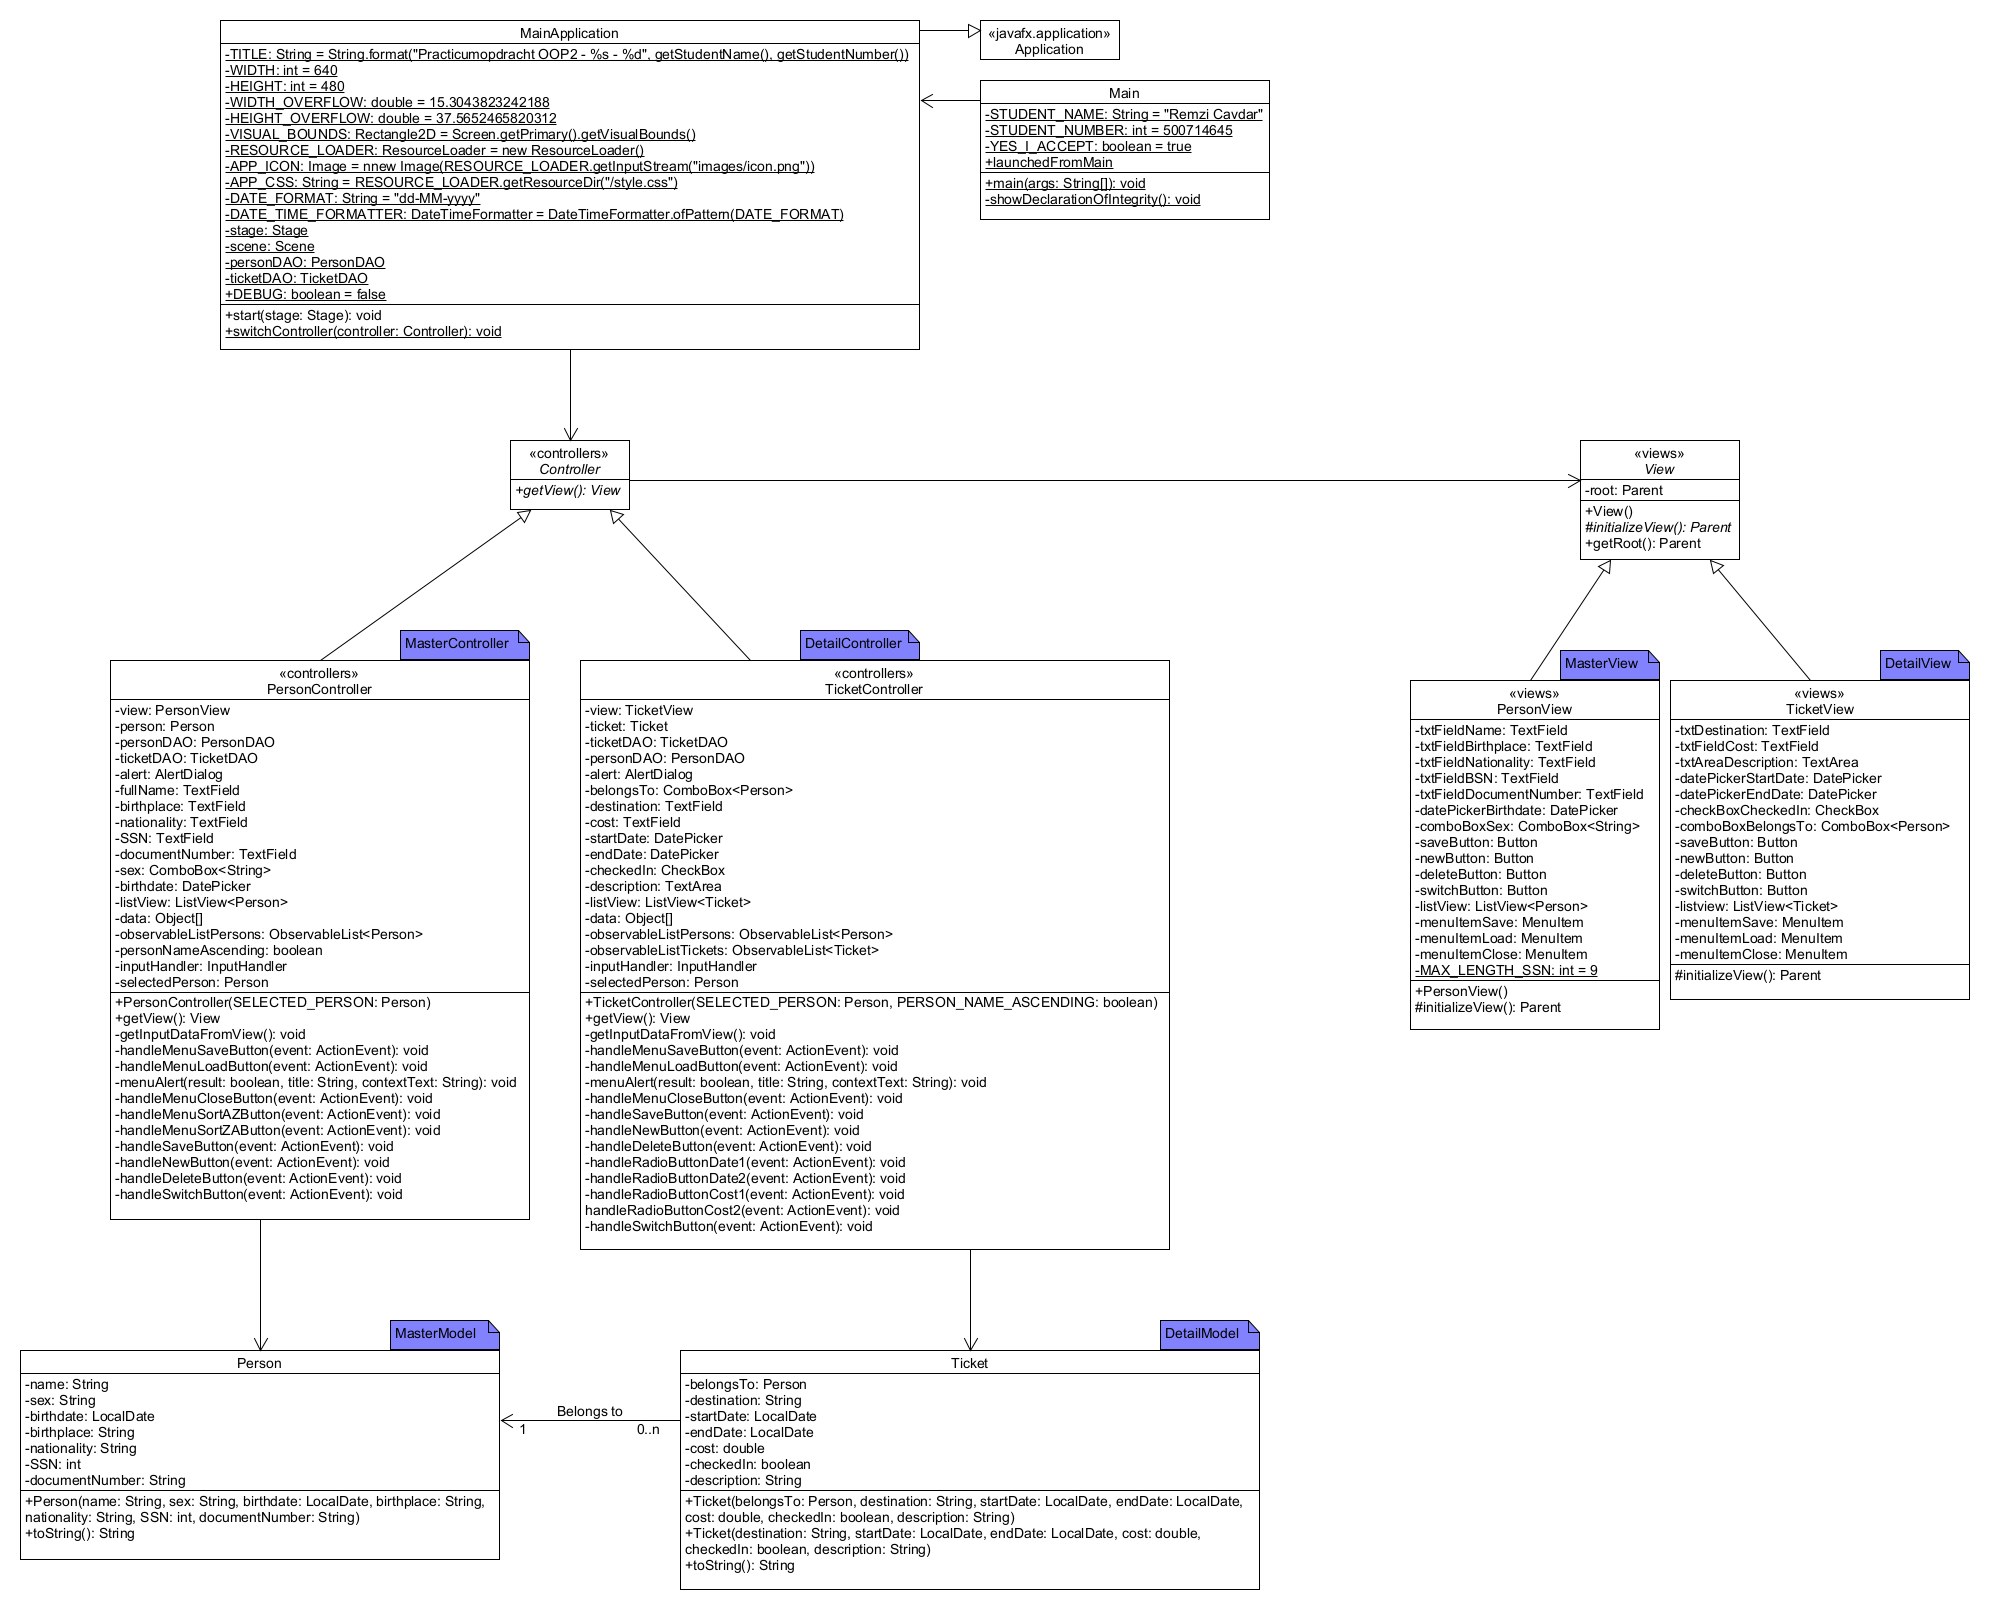 MainApplication
-TITLE: String = String.format("Practicumopdracht OOP2 - %s - %d", getStudentName(), getStudentNumber())
-WIDTH: int = 640
-HEIGHT: int = 480
-WIDTH_OVERFLOW: double = 15.3043823242188
-HEIGHT_OVERFLOW: double = 37.5652465820312
-VISUAL_BOUNDS: Rectangle2D = Screen.getPrimary().getVisualBounds()
-RESOURCE_LOADER: ResourceLoader = new ResourceLoader()
-APP_ICON: Image = nnew Image(RESOURCE_LOADER.getInputStream("images/icon.png"))
-APP_CSS: String = RESOURCE_LOADER.getResourceDir("/style.css")
-DATE_FORMAT: String = "dd-MM-yyyy"
-DATE_TIME_FORMATTER: DateTimeFormatter = DateTimeFormatter.ofPattern(DATE_FORMAT)
-stage: Stage
-scene: Scene
-personDAO: PersonDAO
-ticketDAO: TicketDAO
+DEBUG: boolean = false
+start(stage: Stage): void
+switchController(controller: Controller): void
«javafx.application»
Application
Main
-STUDENT_NAME: String = "Remzi Cavdar"
-STUDENT_NUMBER: int = 500714645
-YES_I_ACCEPT: boolean = true
+launchedFromMain
+main(args: String[]): void
-showDeclarationOfIntegrity(): void
«controllers»
Controller
+getView(): View
«views»
View
-root: Parent
+View()
#initializeView(): Parent
+getRoot(): Parent
MasterController
«controllers»
PersonController
-view: PersonView
-person: Person
-personDAO: PersonDAO
-ticketDAO: TicketDAO
-alert: AlertDialog
-fullName: TextField
-birthplace: TextField
-nationality: TextField
-SSN: TextField
-documentNumber: TextField
-sex: ComboBox<String>
-birthdate: DatePicker
-listView: ListView<Person>
-data: Object[]
-observableListPersons: ObservableList<Person>
-personNameAscending: boolean
-inputHandler: InputHandler
-selectedPerson: Person
+PersonController(SELECTED_PERSON: Person)
+getView(): View
-getInputDataFromView(): void
-handleMenuSaveButton(event: ActionEvent): void
-handleMenuLoadButton(event: ActionEvent): void
-menuAlert(result: boolean, title: String, contextText: String): void
-handleMenuCloseButton(event: ActionEvent): void
-handleMenuSortAZButton(event: ActionEvent): void
-handleMenuSortZAButton(event: ActionEvent): void
-handleSaveButton(event: ActionEvent): void
-handleNewButton(event: ActionEvent): void
-handleDeleteButton(event: ActionEvent): void
-handleSwitchButton(event: ActionEvent): void
DetailController
«controllers»
TicketController
-view: TicketView
-ticket: Ticket
-ticketDAO: TicketDAO
-personDAO: PersonDAO
-alert: AlertDialog
-belongsTo: ComboBox<Person>
-destination: TextField
-cost: TextField
-startDate: DatePicker
-endDate: DatePicker
-checkedIn: CheckBox
-description: TextArea
-listView: ListView<Ticket>
-data: Object[]
-observableListPersons: ObservableList<Person>
-observableListTickets: ObservableList<Ticket>
-inputHandler: InputHandler
-selectedPerson: Person
+TicketController(SELECTED_PERSON: Person, PERSON_NAME_ASCENDING: boolean)
+getView(): View
-getInputDataFromView(): void
-handleMenuSaveButton(event: ActionEvent): void
-handleMenuLoadButton(event: ActionEvent): void
-menuAlert(result: boolean, title: String, contextText: String): void
-handleMenuCloseButton(event: ActionEvent): void
-handleSaveButton(event: ActionEvent): void
-handleNewButton(event: ActionEvent): void
-handleDeleteButton(event: ActionEvent): void
-handleRadioButtonDate1(event: ActionEvent): void
-handleRadioButtonDate2(event: ActionEvent): void
-handleRadioButtonCost1(event: ActionEvent): void
handleRadioButtonCost2(event: ActionEvent): void
-handleSwitchButton(event: ActionEvent): void
MasterView
«views»
PersonView
-txtFieldName: TextField
-txtFieldBirthplace: TextField
-txtFieldNationality: TextField
-txtFieldBSN: TextField
-txtFieldDocumentNumber: TextField
-datePickerBirthdate: DatePicker
-comboBoxSex: ComboBox<String>
-saveButton: Button
-newButton: Button
-deleteButton: Button
-switchButton: Button
-listView: ListView<Person>
-menuItemSave: MenuItem
-menuItemLoad: MenuItem
-menuItemClose: MenuItem
-MAX_LENGTH_SSN: int = 9
+PersonView()
#initializeView(): Parent
DetailView
«views»
TicketView
-txtDestination: TextField
-txtFieldCost: TextField
-txtAreaDescription: TextArea
-datePickerStartDate: DatePicker
-datePickerEndDate: DatePicker
-checkBoxCheckedIn: CheckBox
-comboBoxBelongsTo: ComboBox<Person>
-saveButton: Button
-newButton: Button
-deleteButton: Button
-switchButton: Button
-listview: ListView<Ticket>
-menuItemSave: MenuItem
-menuItemLoad: MenuItem
-menuItemClose: MenuItem
#initializeView(): Parent
MasterModel
Person
-name: String
-sex: String
-birthdate: LocalDate
-birthplace: String
-nationality: String
-SSN: int
-documentNumber: String
+Person(name: String, sex: String, birthdate: LocalDate, birthplace: String,
nationality: String, SSN: int, documentNumber: String)
+toString(): String
Belongs to
1
0..n
DetailModel
Ticket
-belongsTo: Person
-destination: String
-startDate: LocalDate
-endDate: LocalDate
-cost: double
-checkedIn: boolean
-description: String
+Ticket(belongsTo: Person, destination: String, startDate: LocalDate, endDate: LocalDate,
cost: double, checkedIn: boolean, description: String)
+Ticket(destination: String, startDate: LocalDate, endDate: LocalDate, cost: double,
checkedIn: boolean, description: String)
+toString(): String